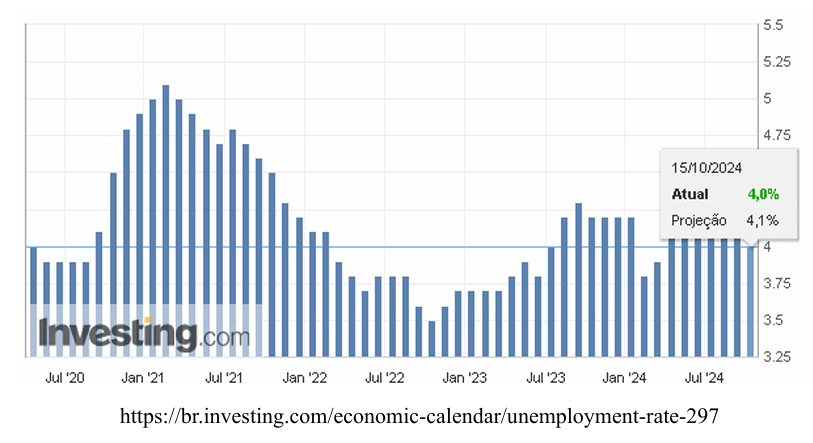 5.5
5.25
5
4.75
15/10/2024
Atual 4,0%
Projeção 4,1%
4
3.75
3.5
3.25
Investing.com
Jul '20 Jan '21 Jul '21 Jan '22 Jul '22 Jan '23 Jul '23 Jan '24 Jul '24
https://br.investing.com/economic-calendar/unemployment-rate-297